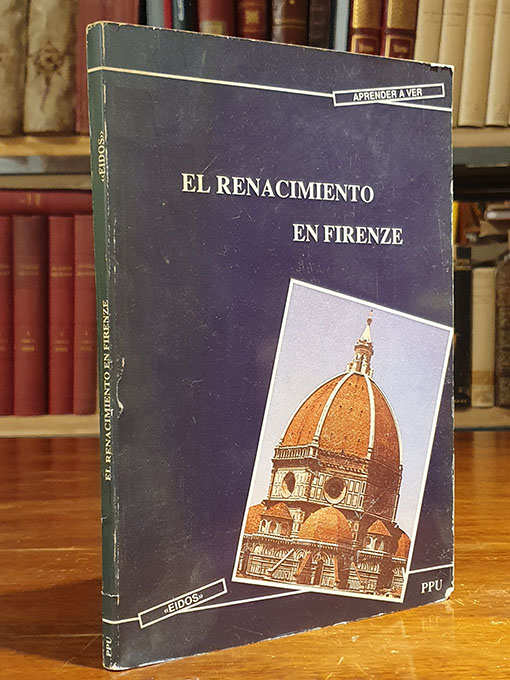 APRENDER A VER
EL RENACIMIENTO
EN FIRENZE
«EIDOS»
PPU
«EIDOS»
EL RENACIMIENTO EN FIRENZE
PPU